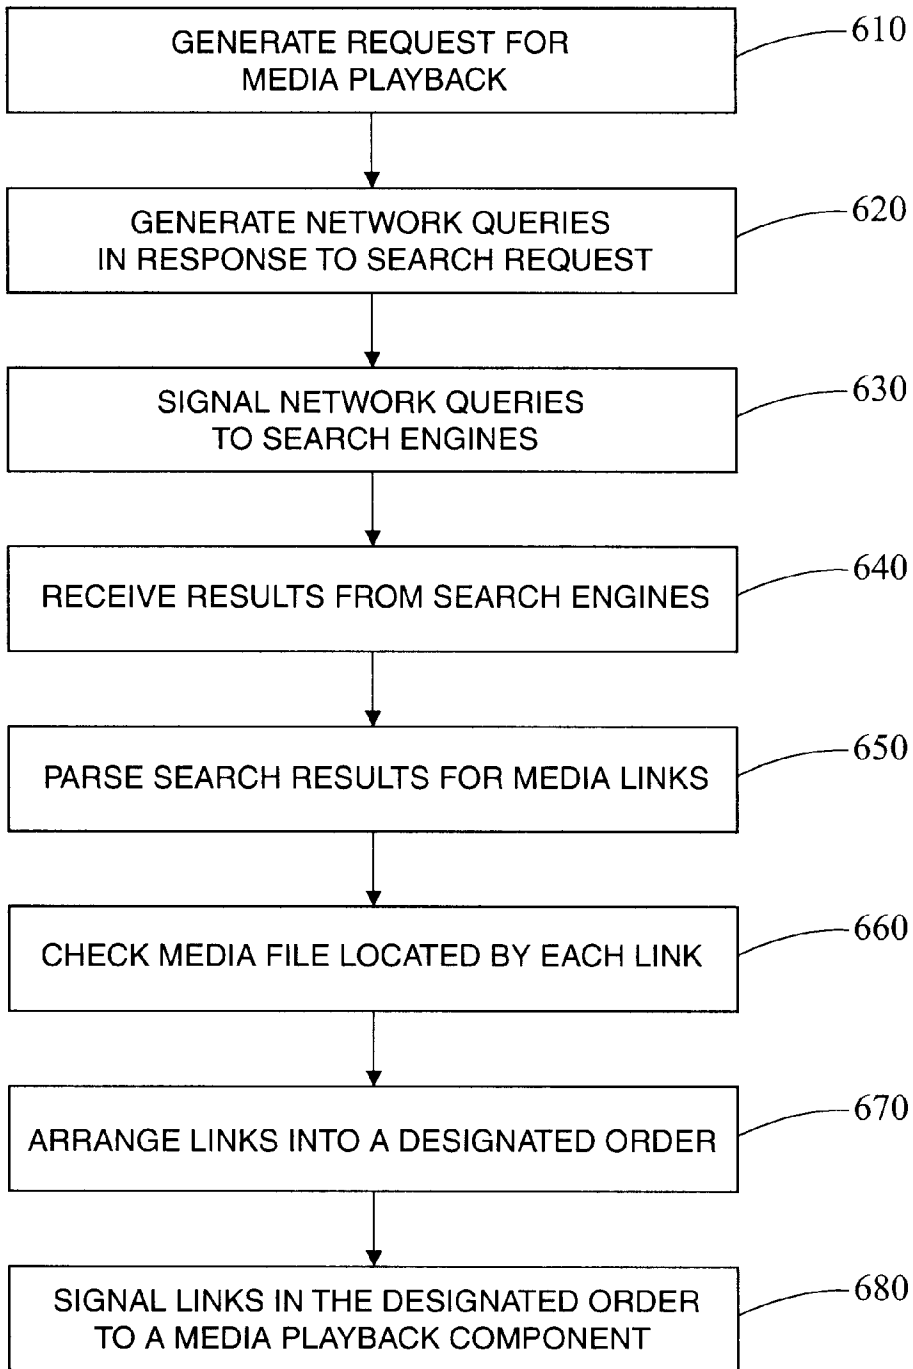 GENERATE REQUEST FOR
MEDIA PLAYBACK
610
GENERATE NETWORK QUERIES
IN RESPONSE TO SEARCH REQUEST
620
SIGNAL NETWORK QUERIES
TO SEARCH ENGINES
630
RECEIVE RESULTS FROM SEARCH ENGINES
640
PARSE SEARCH RESULTS FOR MEDIA LINKS
650
CHECK MEDIA FILE LOCATED BY EACH LINK
660
ARRANGE LINKS INTO A DESIGNATED ORDER
670
SIGNAL LINKS IN THE DESIGNATED ORDER
TO A MEDIA PLAYBACK COMPONENT
680